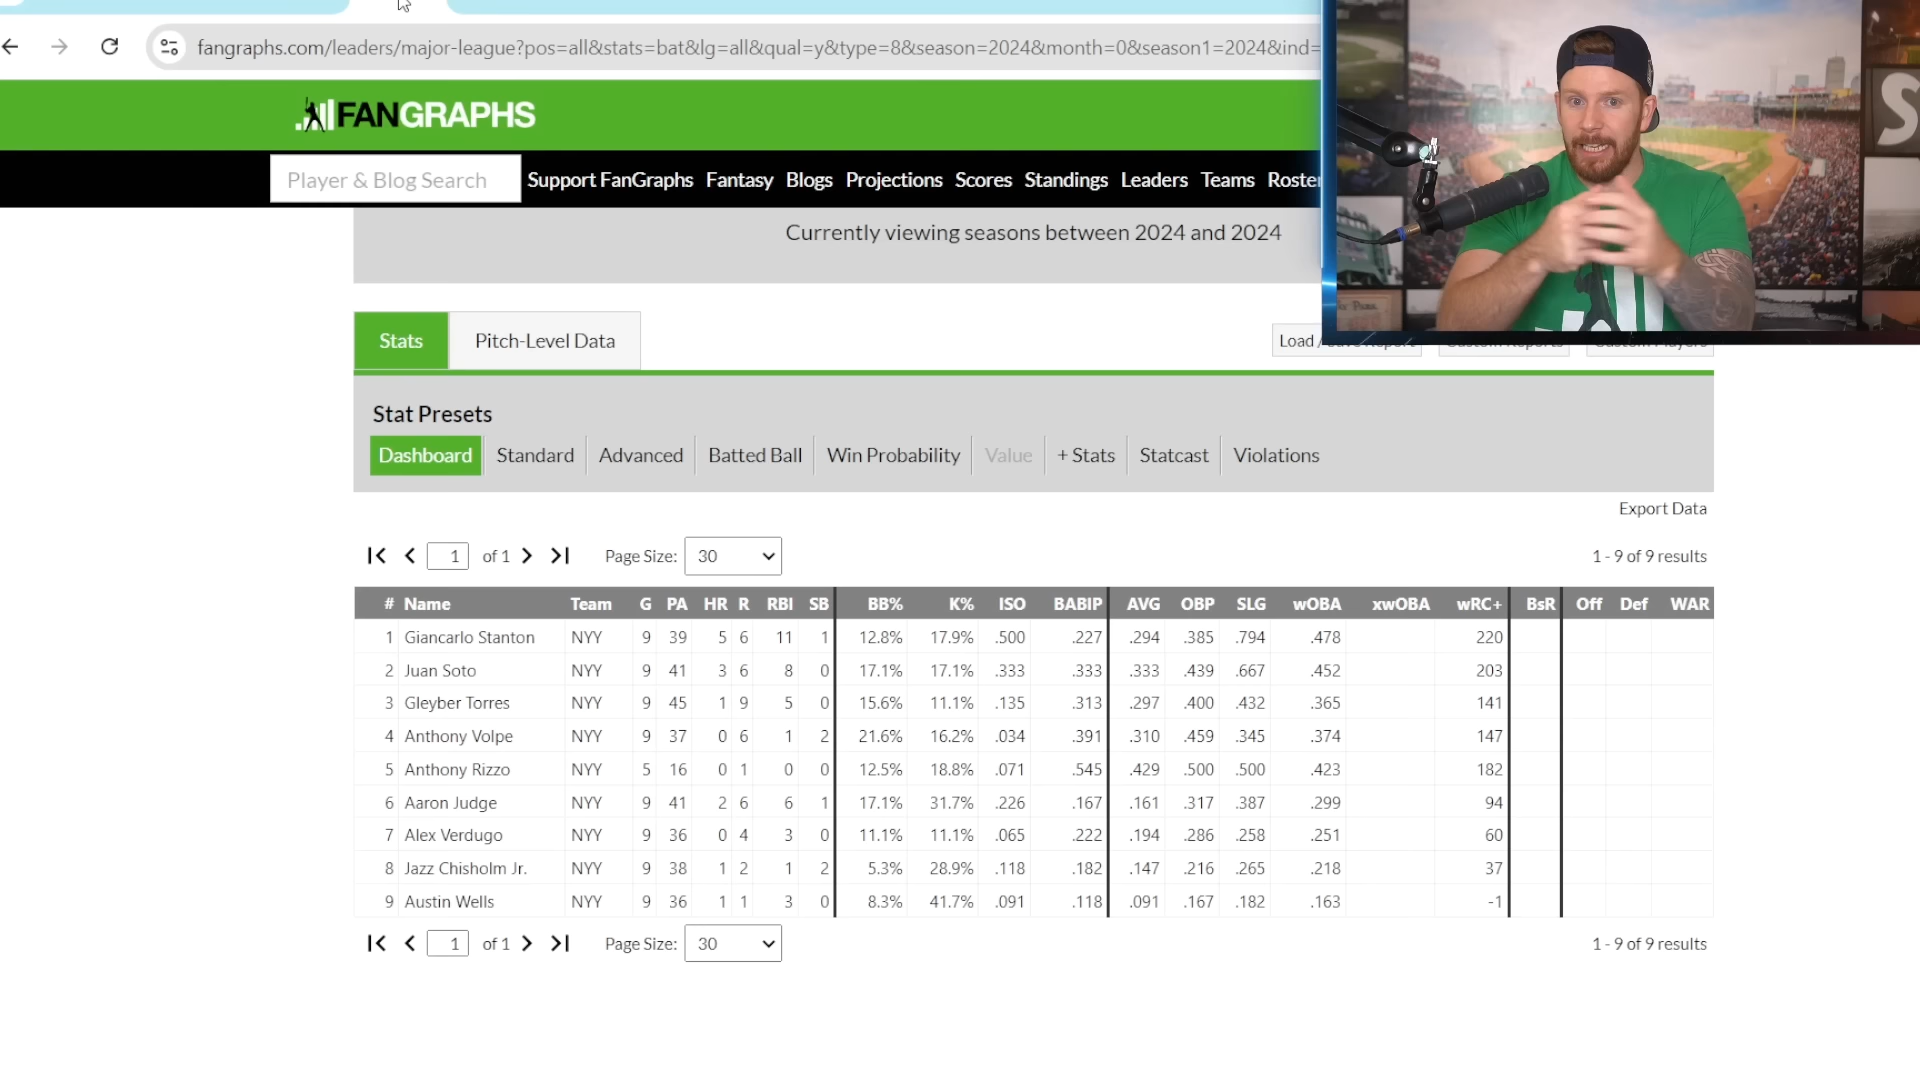 fangraphs.com/leaders/major-league?pos=all&stats=bat&lg=all&qual=y&type=8&season=2024&month=0&season1=2024&ind=
FANGRAPHS
Player & Blog Search Support FanGraphs Fantasy Blogs Projections Scores Standings Leaders Teams Roster
Currently viewing seasons between 2024 and 2024
Stats Pitch-Level Data Load /
Stat Presets
Dashboard Standard Advanced Batted Ball Win Probability Value + Stats Statcast Violations
Export Data
1 of 1 Page Size: 30 1 - 9 of 9 results
# Name Team G PA HR R RBI SB BB% K% ISO BABIP AVG OBP SLG wOBA xwOBA wRC+ BsR Off Def WAR
1 Giancarlo Stanton NYY 9 39 5 6 11 1 12.8% 17.9% .500 .227 .294 .385 .794 .478 220
2 Juan Soto NYY 9 41 3 6 8 0 17.1% 17.1% .333 .333 .333 .439 .667 .452 203
3 Gleyber Torres NYY 9 45 1 9 5 0 15.6% 11.1% .135 .313 .297 .400 .432 .365 141
4 Anthony Volpe NYY 9 37 0 6 1 2 21.6% 16.2% .034 .391 .310 .459 .345 .374 147
5 Anthony Rizzo NYY 5 16 0 1 0 0 12.5% 18.8% .071 .545 .429 .500 .500 .423 182
6 Aaron Judge NYY 9 41 2 6 6 1 17.1% 31.7% .226 .167 .161 .317 .387 .299 94
7 Alex Verdugo NYY 9 36 0 4 3 0 11.1% 11.1% .065 .222 .194 .286 .258 .251 60
8 Jazz Chisholm Jr. NYY 9 38 1 2 1 2 5.3% 28.9% .118 .182 .147 .216 .265 .218 37
9 Austin Wells NYY 9 36 1 1 3 0 8.3% 41.7% .091 .118 .091 .167 .182 .163 -1
1 of 1 Page Size: 30 1 - 9 of 9 results